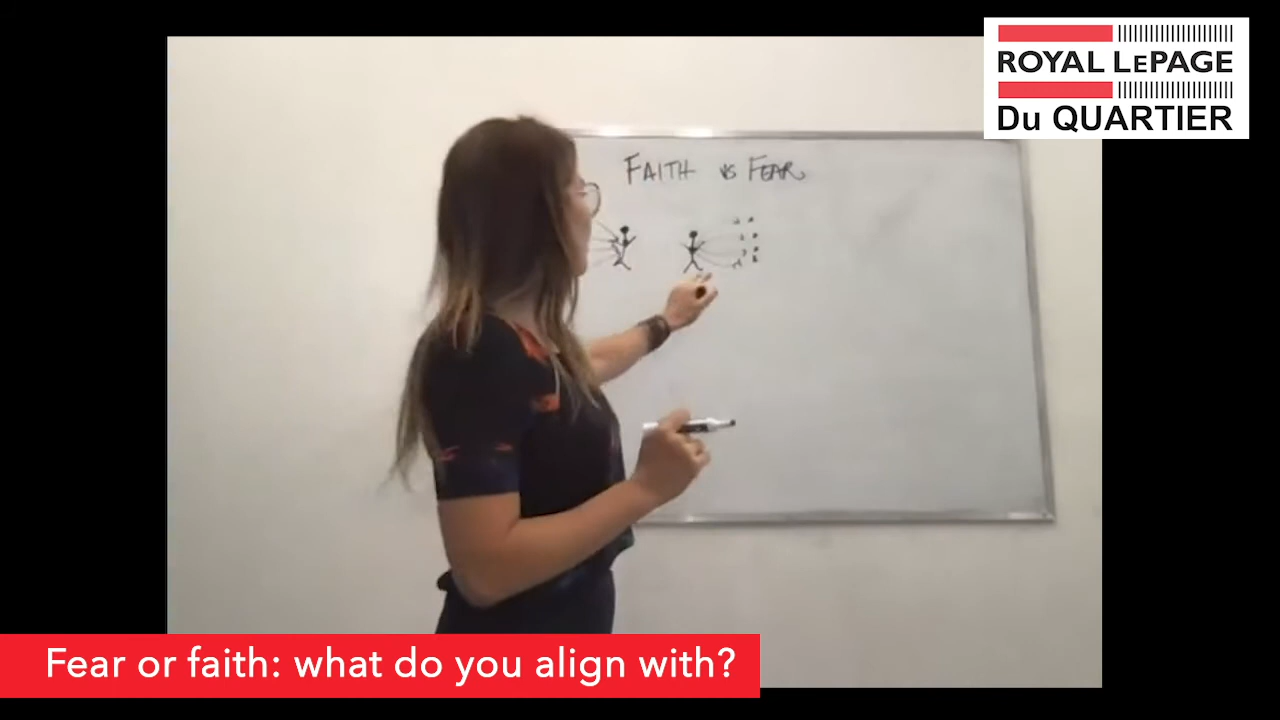 ROYAL LEPAGE
Du QUARTIER
FAITH vs FEAR
Fear or faith: what do you align with?